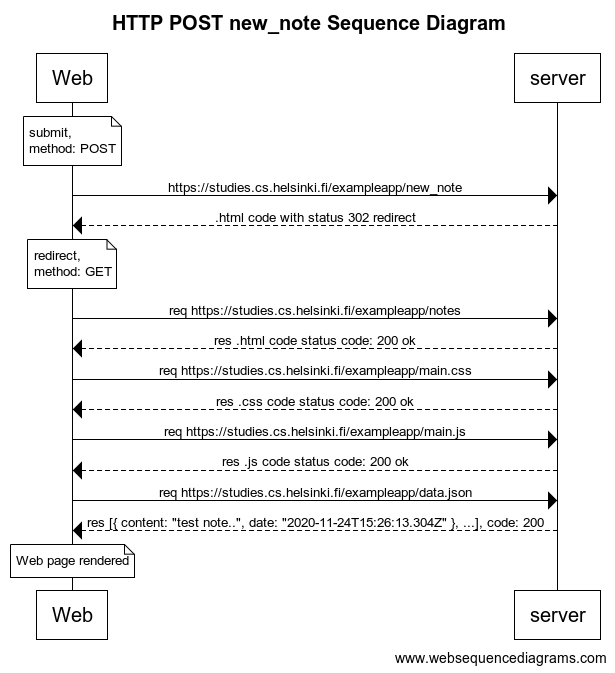 HTTP POST new_note Sequence Diagram
Web
server
submit,
method: POST
https://studies.cs.helsinki.fi/exampleapp/new_note
.html code with status 302 redirect
redirect,
method: GET
req https://studies.cs.helsinki.fi/exampleapp/notes
res .html code status code: 200 ok
req https://studies.cs.helsinki.fi/exampleapp/main.css
res .css code status code: 200 ok
req https://studies.cs.helsinki.fi/exampleapp/main.js
res .js code status code: 200 ok
req https://studies.cs.helsinki.fi/exampleapp/data.json
res [{ content: "test note..", date: "2020-11-24T15:26:13.304Z" }, ...], code: 200
Web page rendered
Web
server
www.websequencediagrams.com